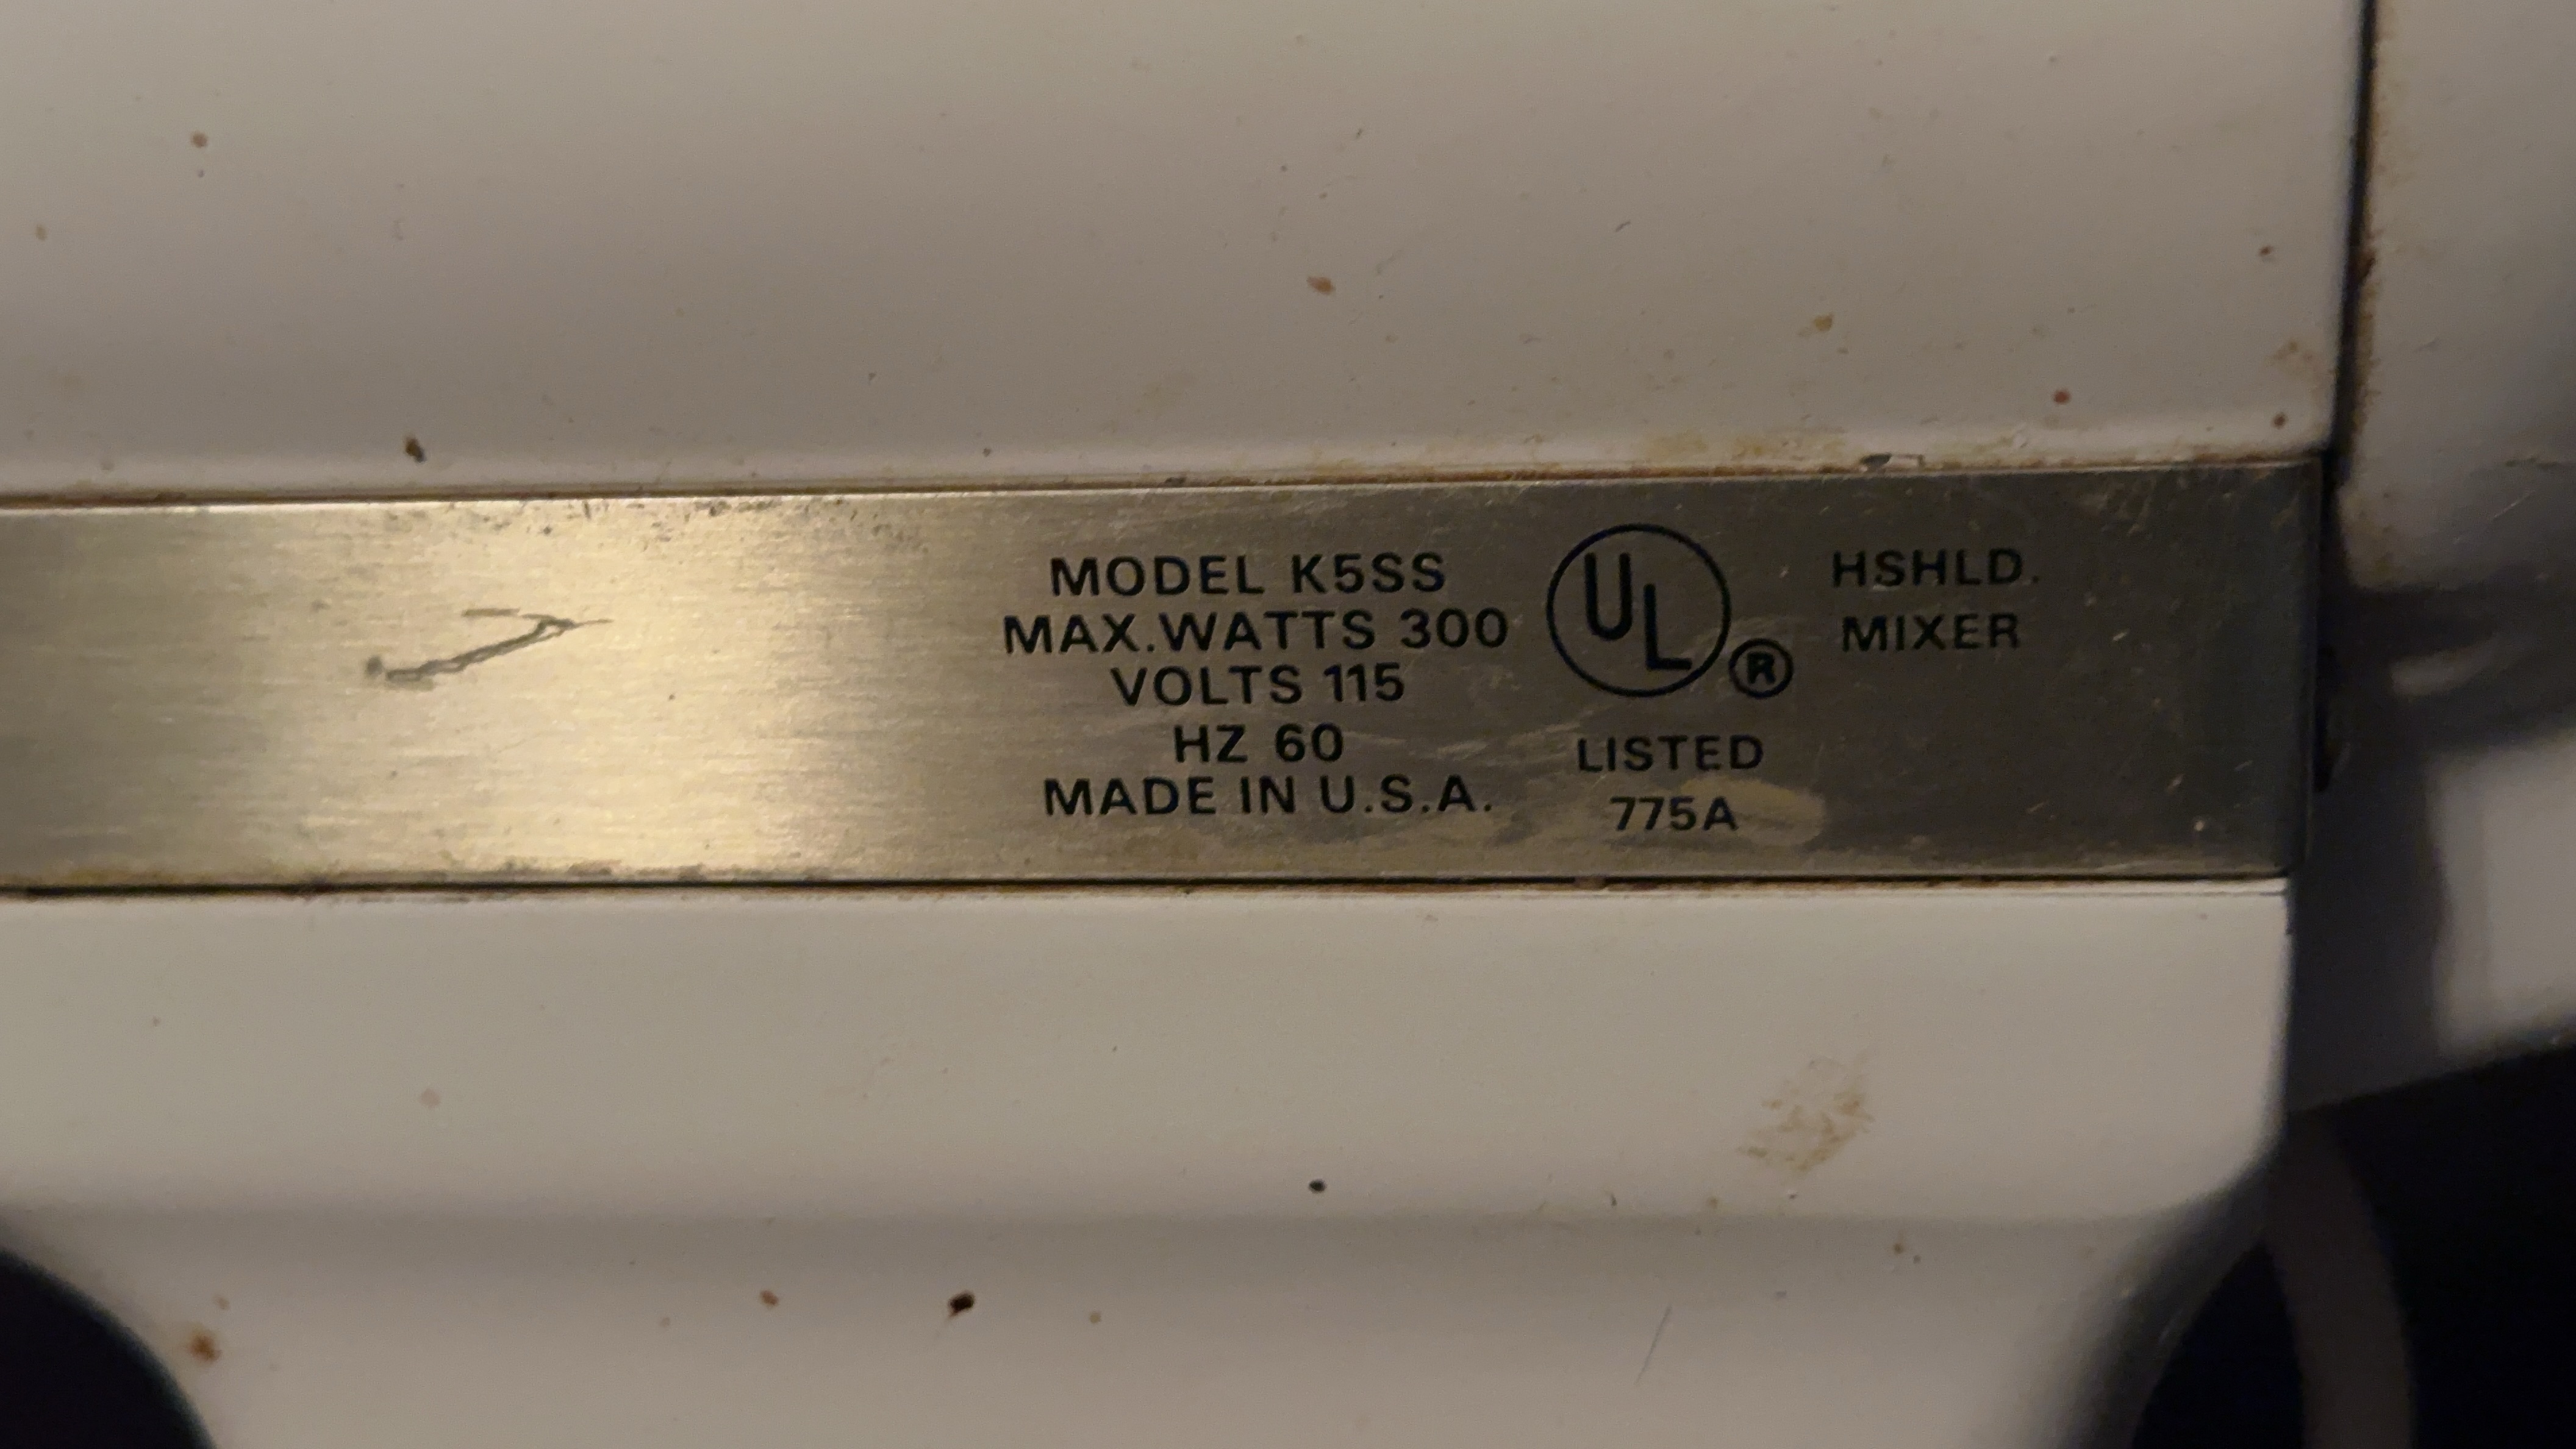 MODEL K5SS
MAX.WATTS 300
VOLTS 115
HZ 60
MADE IN U.S.A.
UL ®
LISTED
775A
HSHLD.
MIXER